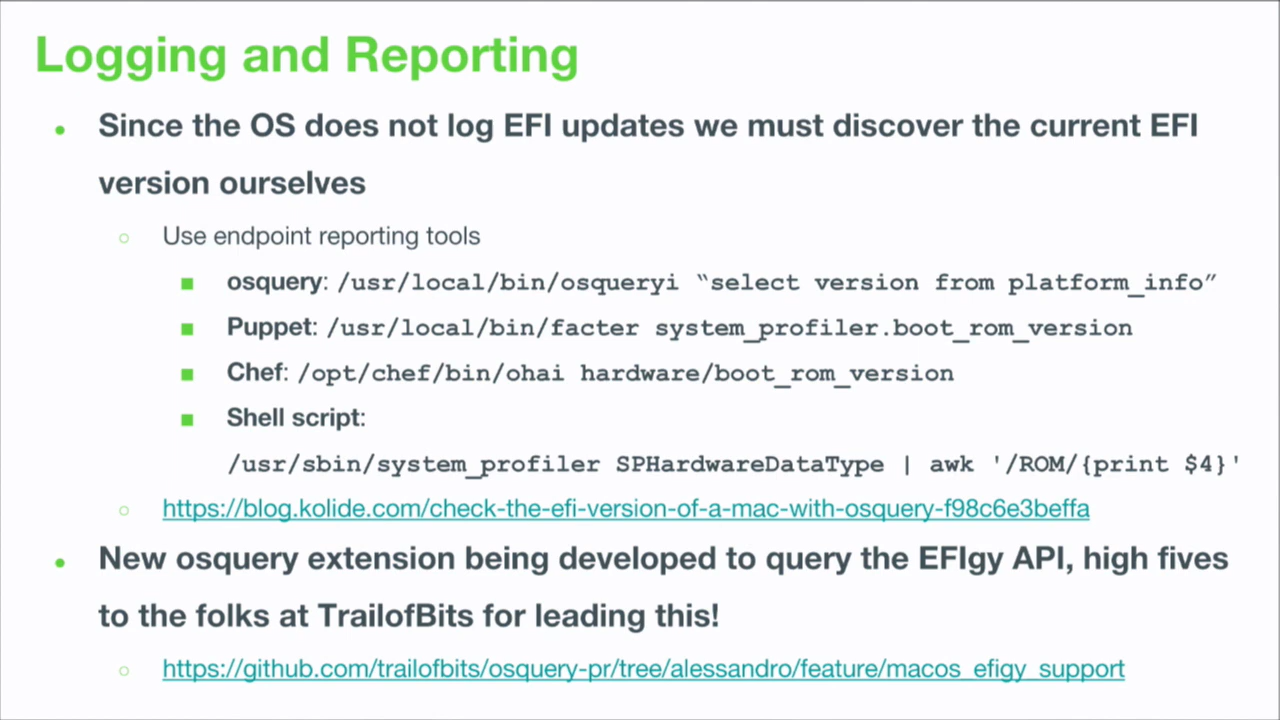 Logging and Reporting
Since the OS does not log EFI updates we must discover the current EFI
version ourselves
Use endpoint reporting tools
osquery: /usr/local/bin/osqueryi “select version from platform_info”
Puppet: /usr/local/bin/facter system_profiler.boot_rom_version
Chef: /opt/chef/bin/ohai hardware/boot_rom_version
Shell script:
/usr/sbin/system_profiler SPHardwareDataType | awk '/ROM/{print $4}'
https://blog.kolide.com/check-the-efi-version-of-a-mac-with-osquery-f98c6e3beffa
New osquery extension being developed to query the EFIgy API, high fives
to the folks at TrailofBits for leading this!
https://github.com/trailofbits/osquery-pr/tree/alessandro/feature/macos_efigy_support